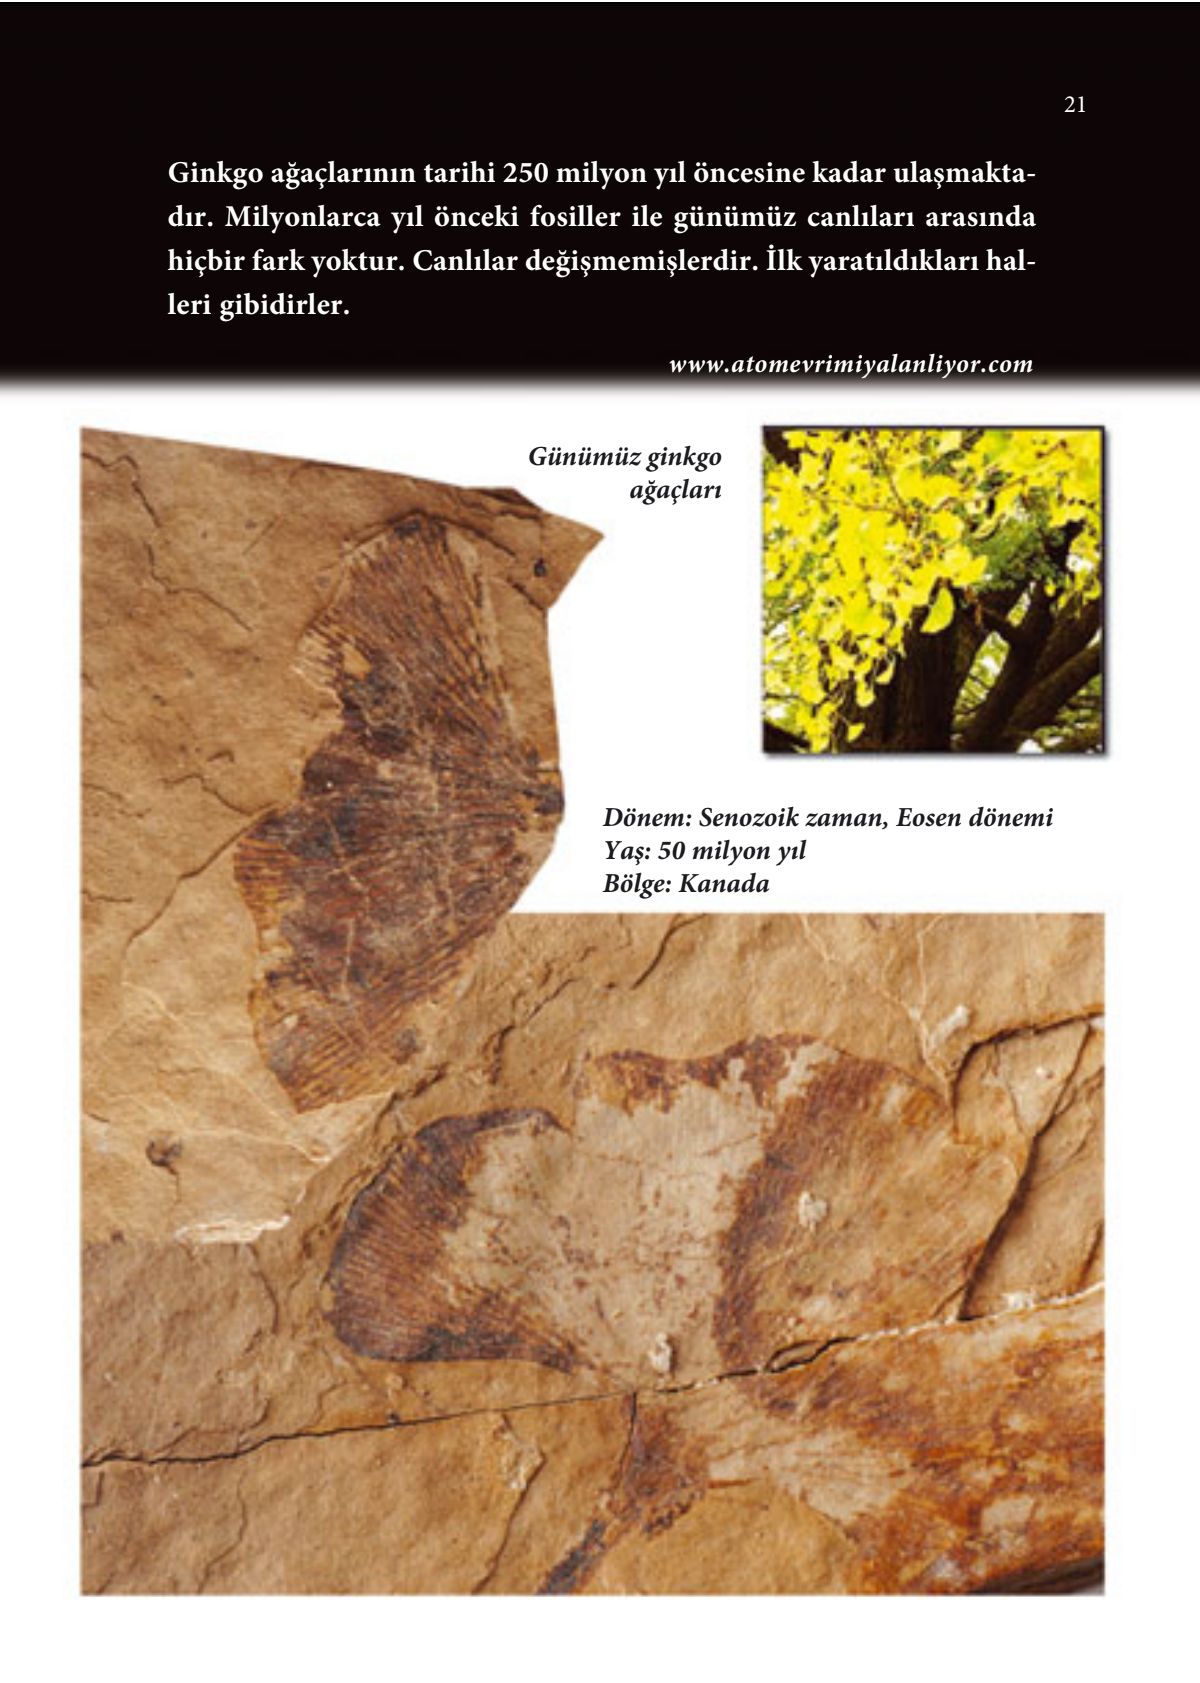 21
Ginkgo ağaçlarının tarihi 250 milyon yıl öncesine kadar ulaşmakta-
dır. Milyonlarca yıl önceki fosiller ile günümüz canlıları arasında
hiçbir fark yoktur. Canlılar değişmemişlerdir. İlk yaratıldıkları hal-
leri gibidirler.
www.atomevrimiyalanliyor.com
Günümüz ginkgo
ağaçları
Dönem: Senozoik zaman, Eosen dönemi
Yaş: 50 milyon yıl
Bölge: Kanada